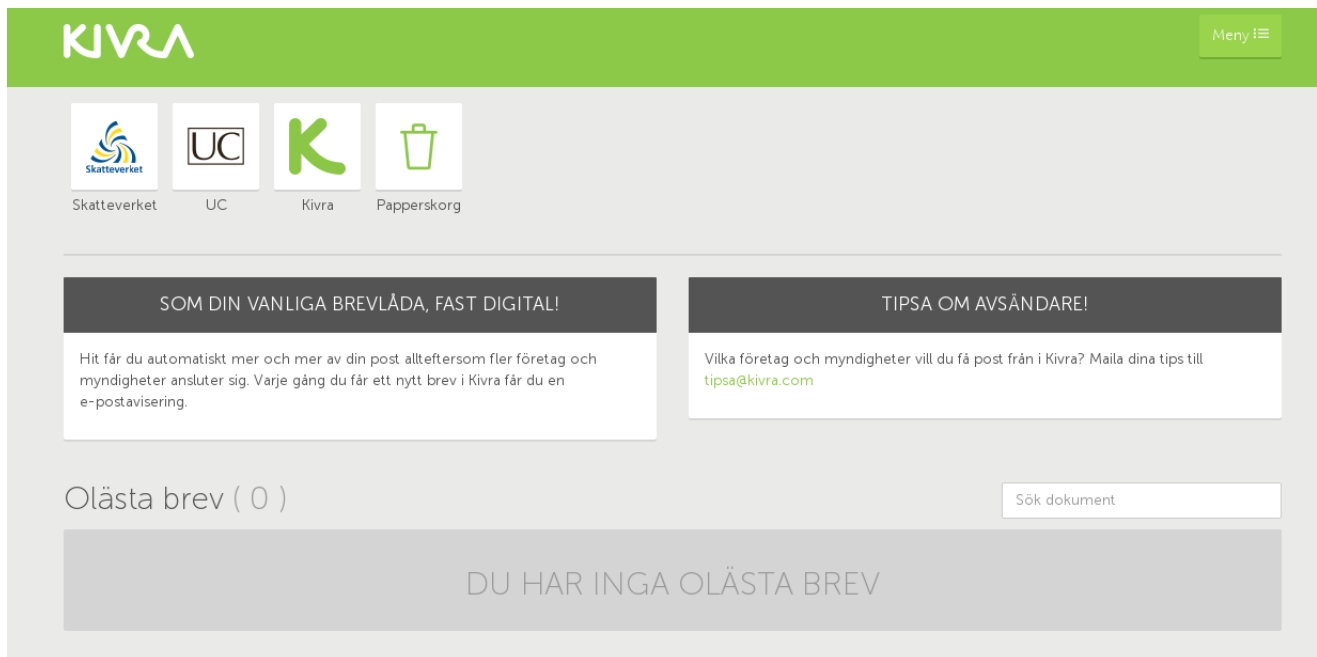 KIVRA
Meny
Skatteverket
UC
Skatteverket
UC
Kivra
Papperskorg
SOM DIN VANLIGA BREVLÅDA, FAST DIGITAL!
Hit får du automatiskt mer och mer av din post allteftersom fler företag och
myndigheter ansluter sig. Varje gång du får ett nytt brev i Kivra får du en
e-postavisering.
TIPSA OM AVSÄNDARE!
Vilka företag och myndigheter vill du få post från i Kivra? Maila dina tips till
tipsa@kivra.com
Olästa brev ( 0 )
Sök dokument
DU HAR INGA OLÄSTA BREV